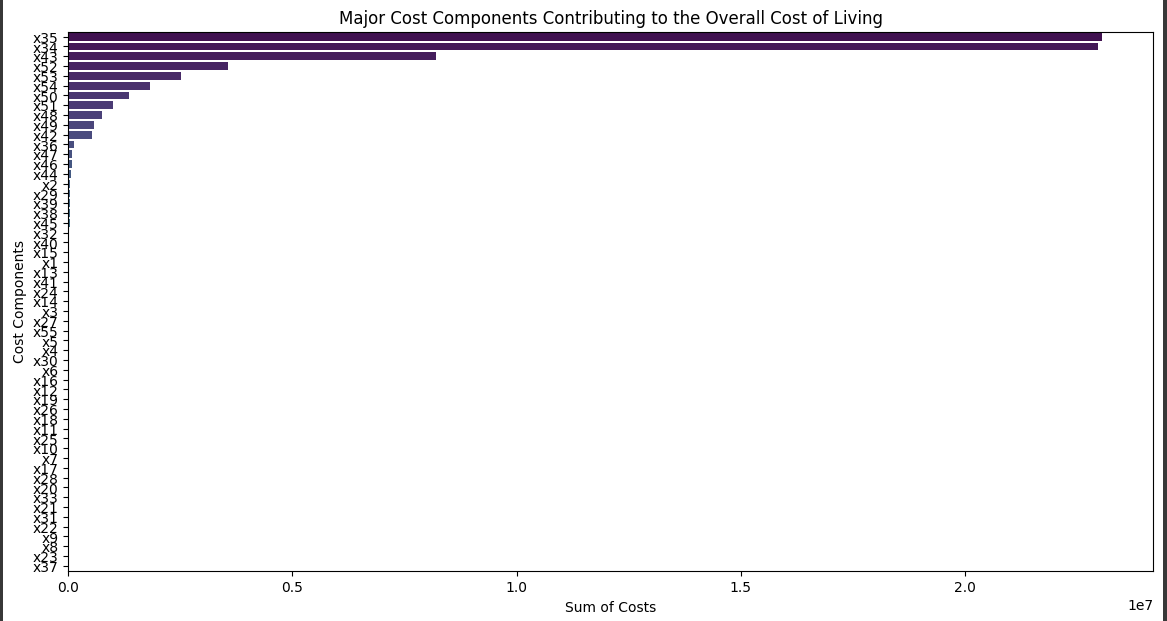 Major Cost Components Contributing to the Overall Cost of Living
Cost Components
x35
x34
x43
x52
x53
x54
x50
x51
x48
x49
x42
x36
x47
x46
x44
x2
x29
x39
x38
x45
x32
x40
x15
x1
x13
x41
x24
x14
x3
x27
x55
x5
x4
x30
x6
x16
x12
x19
x26
x18
x11
x25
x10
x7
x17
x28
x20
x33
x21
x31
x22
x9
x8
x23
x37
0.0 0.5 1.0 1.5 2.0
1e7
Sum of Costs